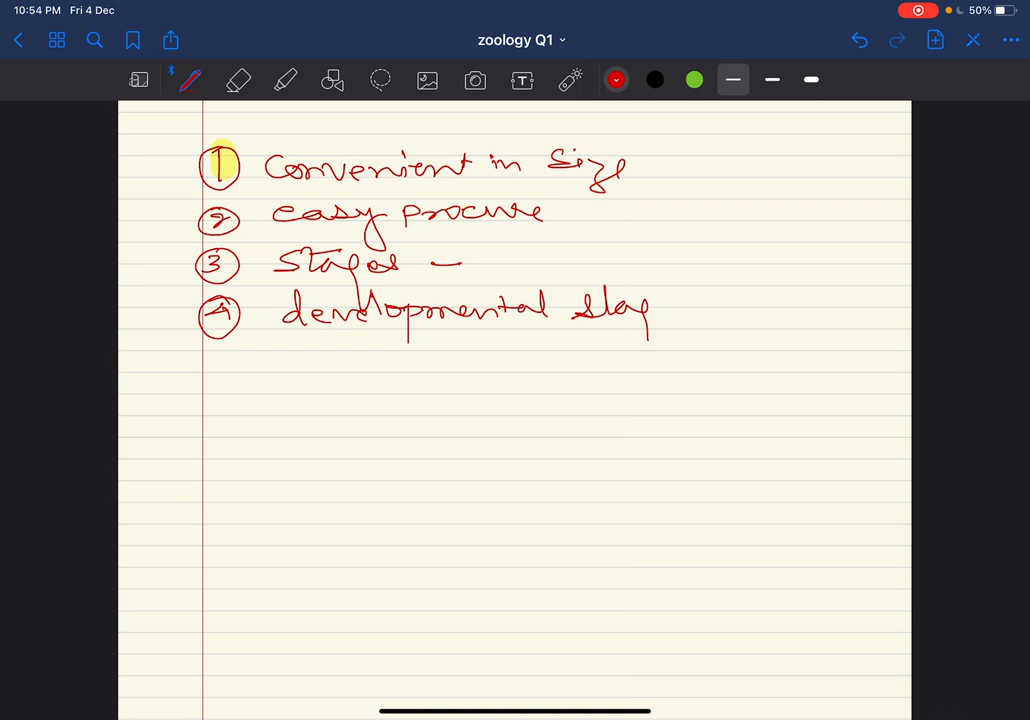 10:54 PM Fri 4 Dec 50%
zoology Q1
T
1 Convenient in Size
2 easy procure
3 Stages -
4 developmental stag